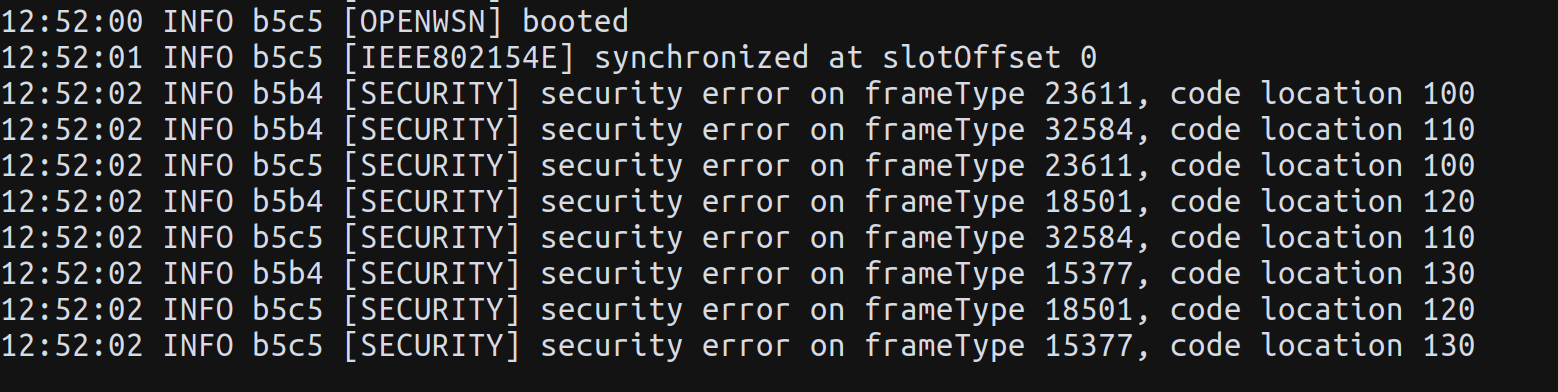 12:52:00 INFO b5c5 [OPENWSN] booted
12:52:01 INFO b5c5 [IEEE802154E] synchronized at slotOffset 0
12:52:02 INFO b5b4 [SECURITY] security error on frameType 23611, code location 100
12:52:02 INFO b5b4 [SECURITY] security error on frameType 32584, code location 110
12:52:02 INFO b5c5 [SECURITY] security error on frameType 23611, code location 100
12:52:02 INFO b5b4 [SECURITY] security error on frameType 18501, code location 120
12:52:02 INFO b5c5 [SECURITY] security error on frameType 32584, code location 110
12:52:02 INFO b5b4 [SECURITY] security error on frameType 15377, code location 130
12:52:02 INFO b5c5 [SECURITY] security error on frameType 18501, code location 120
12:52:02 INFO b5c5 [SECURITY] security error on frameType 15377, code location 130